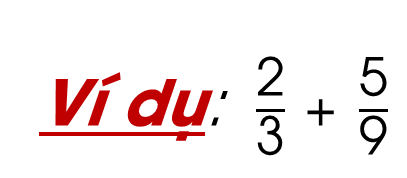 Ví dụ: 2/3 + 5/9